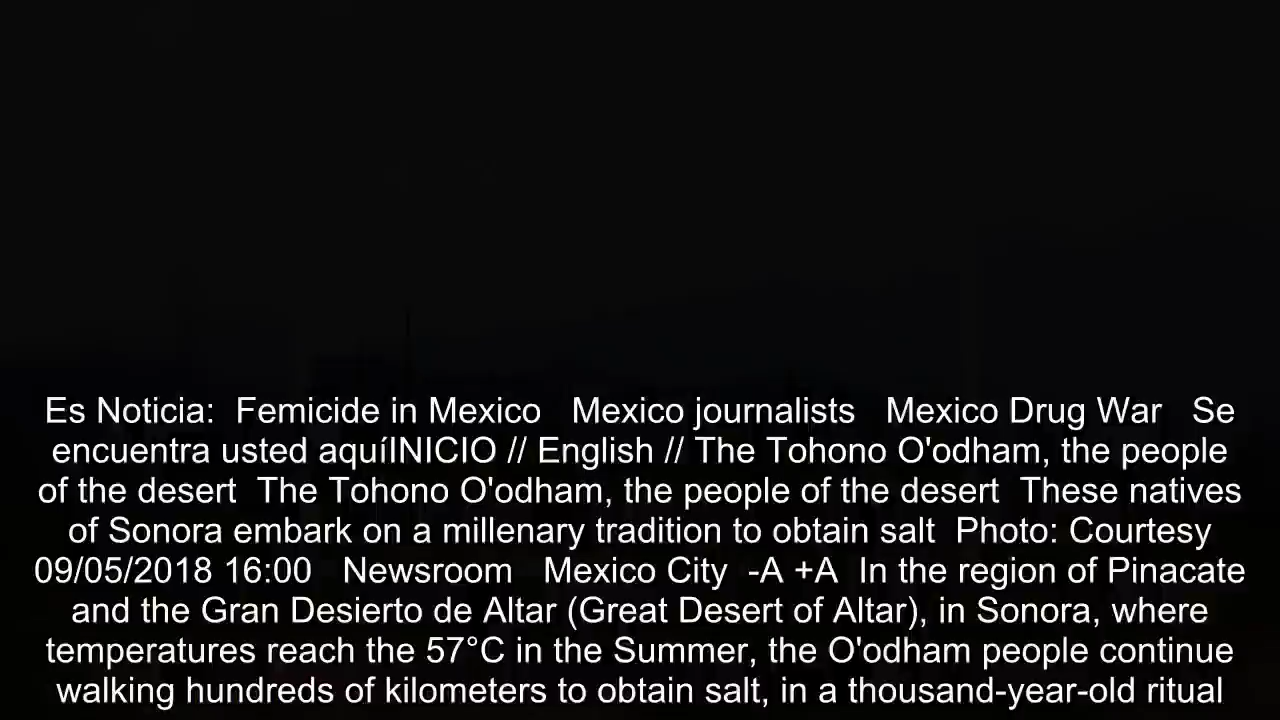 Es Noticia:  Femicide in Mexico   Mexico journalists   Mexico Drug War   Se
encuentra usted aquíINICIO // English // The Tohono O'odham, the people
of the desert  The Tohono O'odham, the people of the desert  These natives
of Sonora embark on a millenary tradition to obtain salt  Photo: Courtesy
09/05/2018 16:00   Newsroom   Mexico City  -A +A  In the region of Pinacate
and the Gran Desierto de Altar (Great Desert of Altar), in Sonora, where
temperatures reach the 57°C in the Summer, the O'odham people continue
walking hundreds of kilometers to obtain salt, in a thousand-year-old ritual